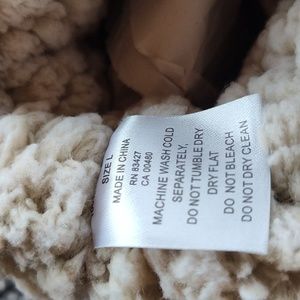 SIZE L
MADE IN CHINA
RN 83427
CA 00480
MACHINE WASH COLD
SEPARATELY,
DO NOT TUMBLE DRY
DRY FLAT
DO NOT BLEACH
DO NOT DRY CLEAN